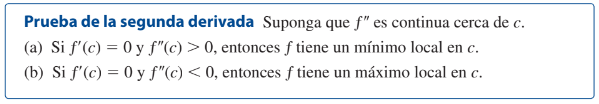 Prueba de la segunda derivada Suponga que f″ es continua cerca de c.
(a) Si f′(c) = 0 y f″(c) > 0, entonces f tiene un mínimo local en c.
(b) Si f′(c) = 0 y f″(c) < 0, entonces f tiene un máximo local en c.